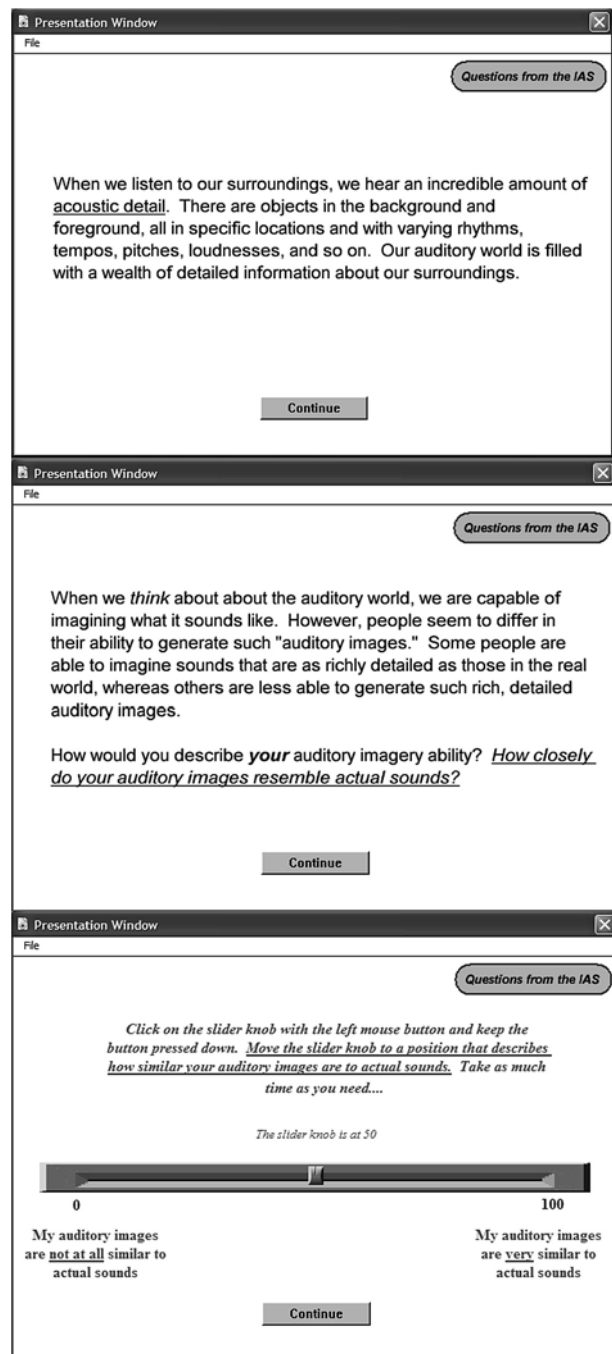 Presentation Window
File
Questions from the IAS
When we listen to our surroundings, we hear an incredible amount of
acoustic detail. There are objects in the background and
foreground, all in specific locations and with varying rhythms,
tempos, pitches, loudnesses, and so on. Our auditory world is filled
with a wealth of detailed information about our surroundings.
Continue
Presentation Window
File
Questions from the IAS
When we think about about the auditory world, we are capable of
imagining what it sounds like. However, people seem to differ in
their ability to generate such "auditory images." Some people are
able to imagine sounds that are as richly detailed as those in the real
world, whereas others are less able to generate such rich, detailed
auditory images.
How would you describe your auditory imagery ability? How closely
do your auditory images resemble actual sounds?
Continue
Presentation Window
File
Questions from the IAS
Click on the slider knob with the left mouse button and keep the
button pressed down. Move the slider knob to a position that describes
how similar your auditory images are to actual sounds. Take as much
time as you need....
The slider knob is at 50
0
100
My auditory images
are not at all similar to
actual sounds
My auditory images
are very similar to
actual sounds
Continue